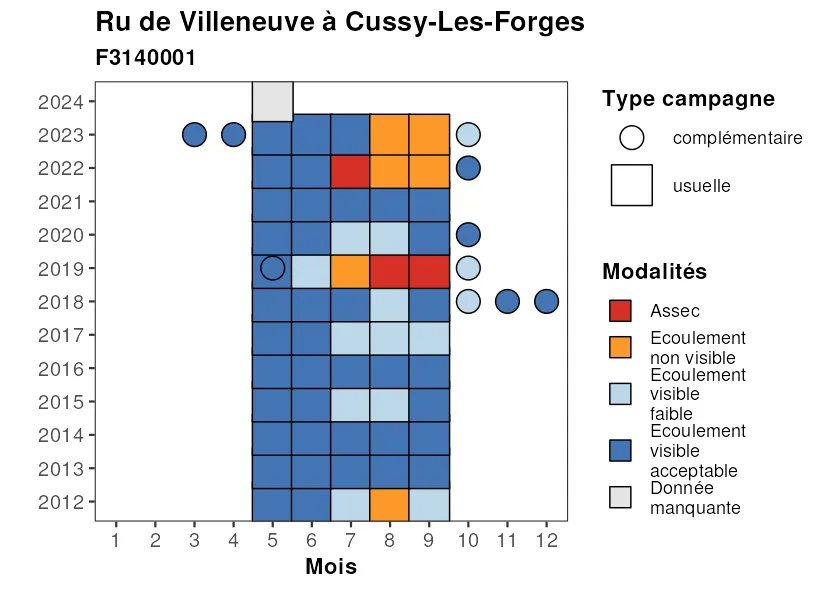 Ru de Villeneuve à Cussy-Les-Forges
F3140001
2024
2023
2022
2021
2020
2019
2018
2017
2016
2015
2014
2013
2012
1 2 3 4 5 6 7 8 9 10 11 12
Mois
Type campagne
complémentaire
usuelle
Modalités
Assec
Ecoulement
non visible
Ecoulement
visible
faible
Ecoulement
visible
acceptable
Donnée
manquante